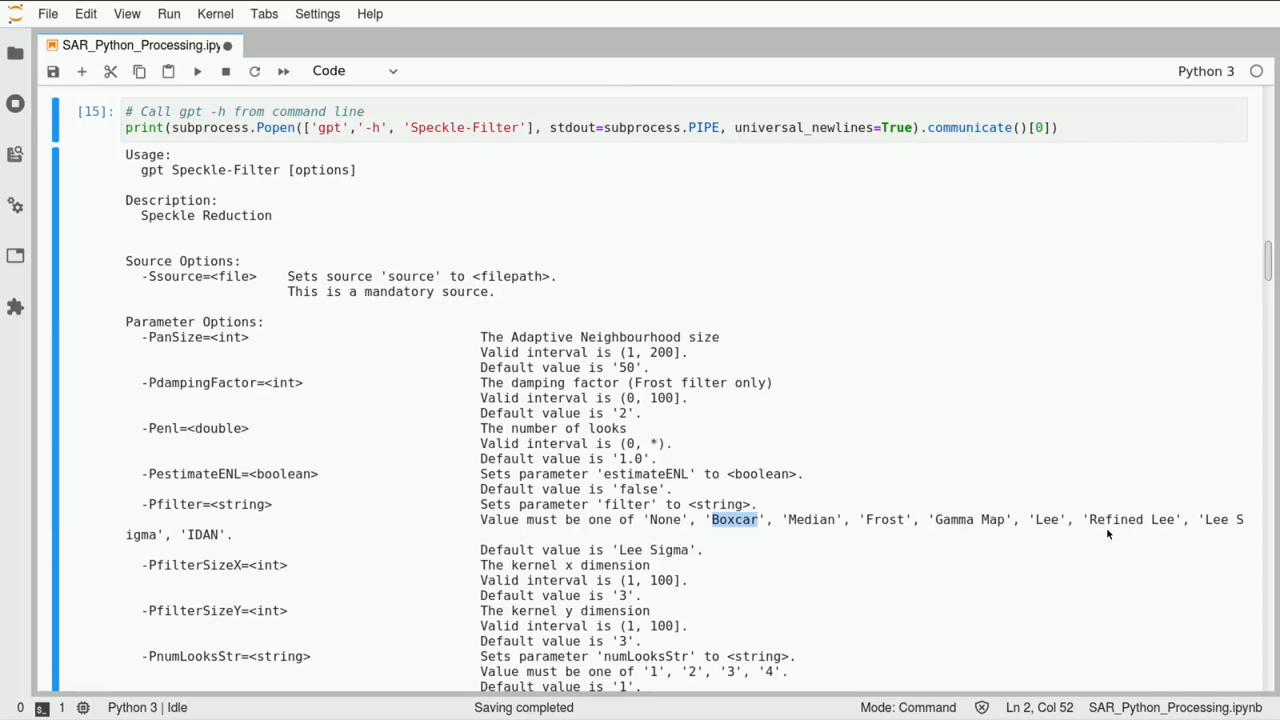 File Edit View Run Kernel Tabs Settings Help
SAR_Python_Processing.ipy
Code
Python 3
[15]: # Call gpt -h from command line
print(subprocess.Popen(['gpt','-h', 'Speckle-Filter'], stdout=subprocess.PIPE, universal_newlines=True).communicate()[0])
Usage:
gpt Speckle-Filter [options]
Description:
Speckle Reduction
Source Options:
-Ssource=<file> Sets source 'source' to <filepath>.
This is a mandatory source.
Parameter Options:
-PanSize=<int> The Adaptive Neighbourhood size
Valid interval is (1, 200].
Default value is '50'.
-PdampingFactor=<int> The damping factor (Frost filter only)
Valid interval is (0, 100].
Default value is '2'.
-Penl=<double> The number of looks
Valid interval is (0, *).
Default value is '1.0'.
-PestimateENL=<boolean> Sets parameter 'estimateENL' to <boolean>.
Default value is 'false'.
-Pfilter=<string> Sets parameter 'filter' to <string>.
Value must be one of 'None', 'Boxcar', 'Median', 'Frost', 'Gamma Map', 'Lee', 'Refined Lee', 'Lee S
igma', 'IDAN'.
Default value is 'Lee Sigma'.
-PfilterSizeX=<int> The kernel x dimension
Valid interval is (1, 100].
Default value is '3'.
-PfilterSizeY=<int> The kernel y dimension
Valid interval is (1, 100].
Default value is '3'.
-PnumLooksStr=<string> Sets parameter 'numLooksStr' to <string>.
Value must be one of '1', '2', '3', '4'.
Default value is '1'.
0 1 Python 3 | Idle Saving completed Mode: Command Ln 2, Col 52 SAR_Python_Processing.ipynb